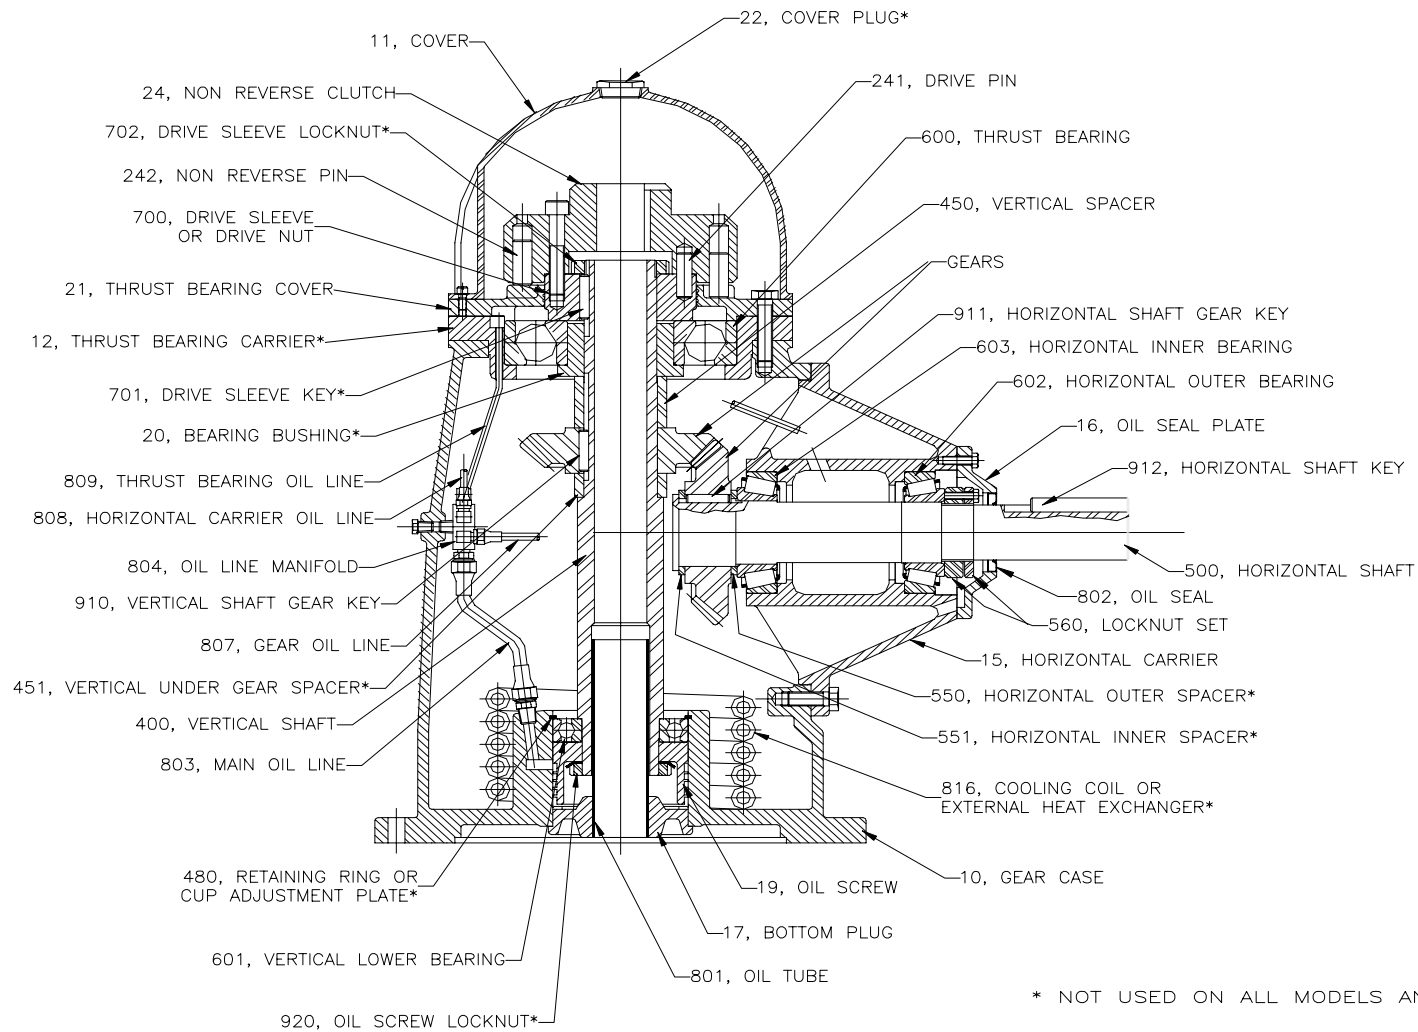 22, COVER PLUG*
11, COVER
24, NON REVERSE CLUTCH
241, DRIVE PIN
702, DRIVE SLEEVE LOCKNUT*
600, THRUST BEARING
242, NON REVERSE PIN
450, VERTICAL SPACER
700, DRIVE SLEEVE
OR DRIVE NUT
GEARS
21, THRUST BEARING COVER
911, HORIZONTAL SHAFT GEAR KEY
12, THRUST BEARING CARRIER*
603, HORIZONTAL INNER BEARING
602, HORIZONTAL OUTER BEARING
701, DRIVE SLEEVE KEY*
16, OIL SEAL PLATE
20, BEARING BUSHING*
912, HORIZONTAL SHAFT KEY
809, THRUST BEARING OIL LINE
808, HORIZONTAL CARRIER OIL LINE
804, OIL LINE MANIFOLD
500, HORIZONTAL SHAFT
910, VERTICAL SHAFT GEAR KEY
802, OIL SEAL
560, LOCKNUT SET
807, GEAR OIL LINE
15, HORIZONTAL CARRIER
451, VERTICAL UNDER GEAR SPACER*
550, HORIZONTAL OUTER SPACER*
400, VERTICAL SHAFT
551, HORIZONTAL INNER SPACER*
803, MAIN OIL LINE
816, COOLING COIL OR
EXTERNAL HEAT EXCHANGER*
480, RETAINING RING OR
CUP ADJUSTMENT PLATE*
19, OIL SCREW
10, GEAR CASE
17, BOTTOM PLUG
601, VERTICAL LOWER BEARING
801, OIL TUBE
* NOT USED ON ALL MODELS
920, OIL SCREW LOCKNUT*